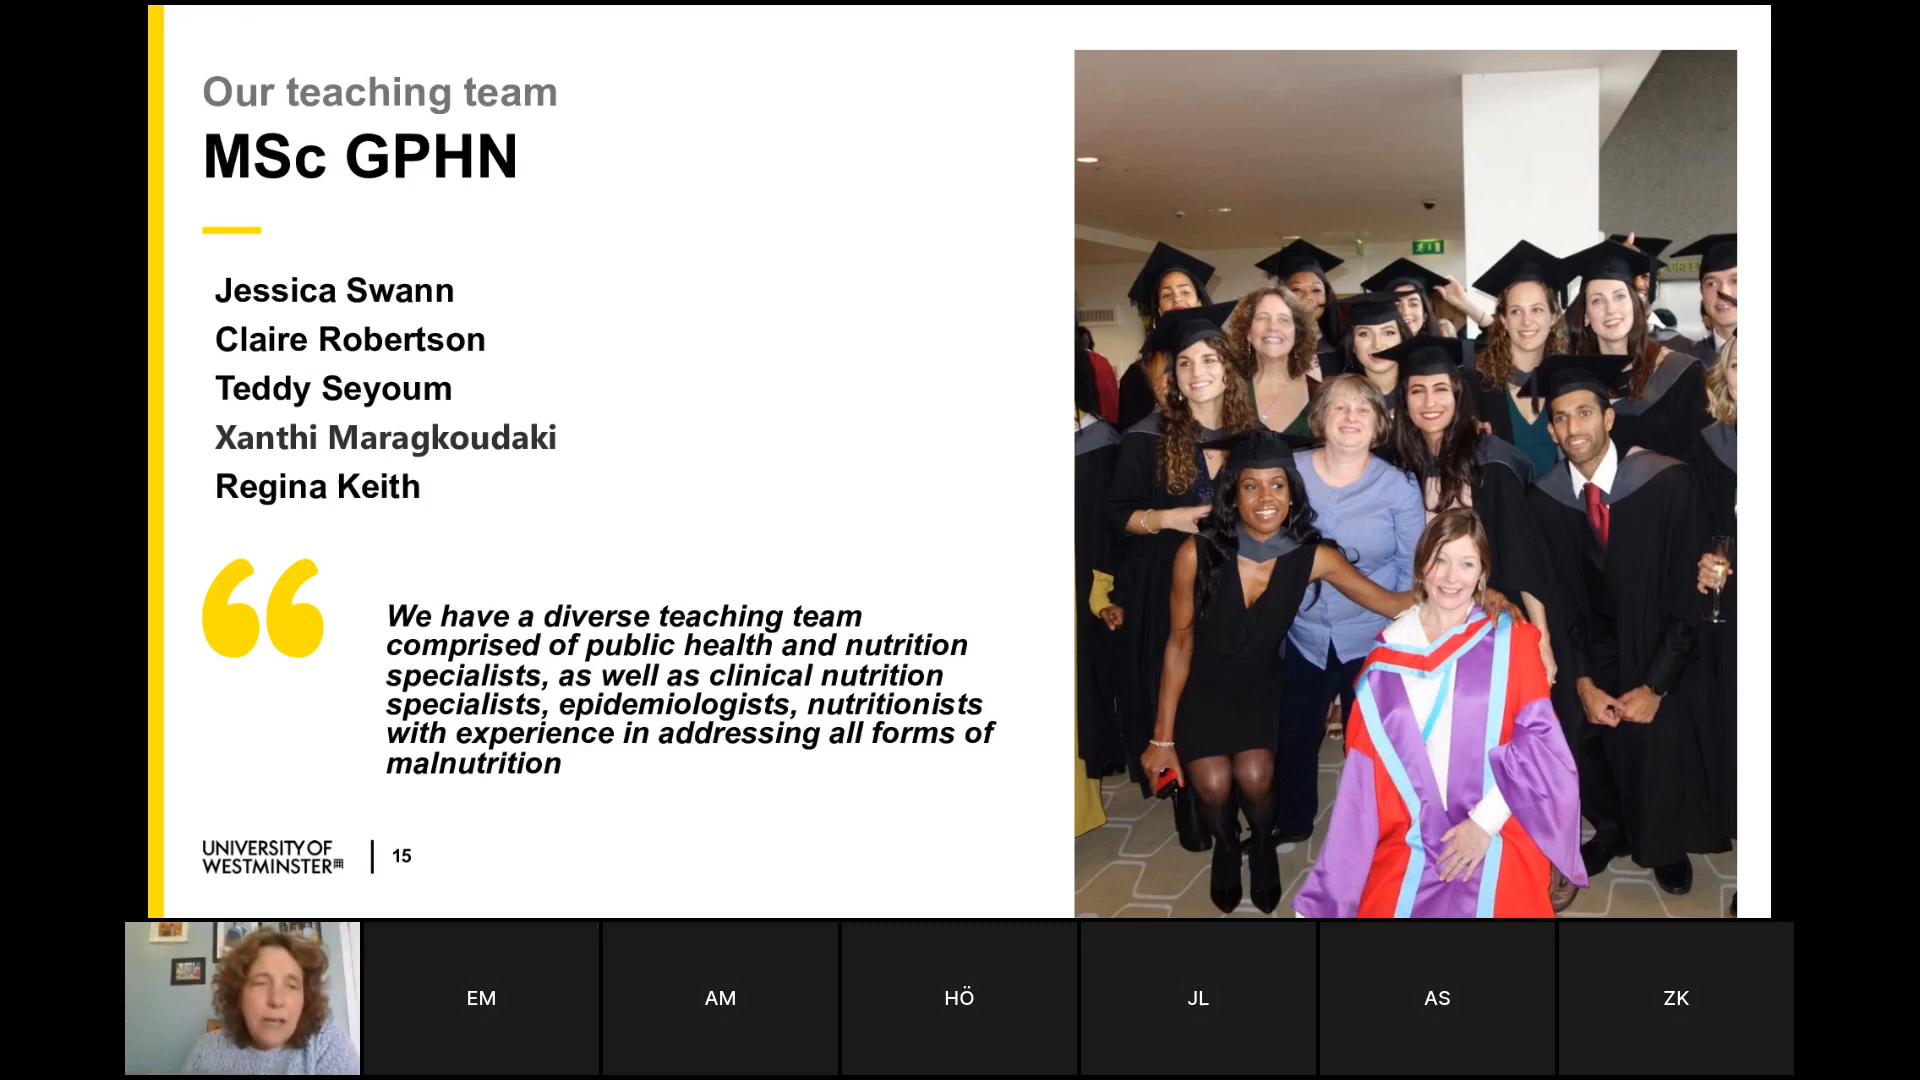 Our teaching team
MSc GPHN
Jessica Swann
Claire Robertson
Teddy Seyoum
Xanthi Maragkoudaki
Regina Keith
“
We have a diverse teaching team
comprised of public health and nutrition
specialists, as well as clinical nutrition
specialists, epidemiologists, nutritionists
with experience in addressing all forms of
malnutrition
UNIVERSITY OF
WESTMINSTER
15
EM
AM
HÖ
JL
AS
ZK